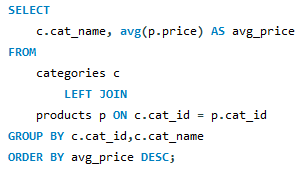 SELECT
c.cat_name, avg(p.price) AS avg_price
FROM
categories c
LEFT JOIN
products p ON c.cat_id = p.cat_id
GROUP BY c.cat_id,c.cat_name
ORDER BY avg_price DESC;